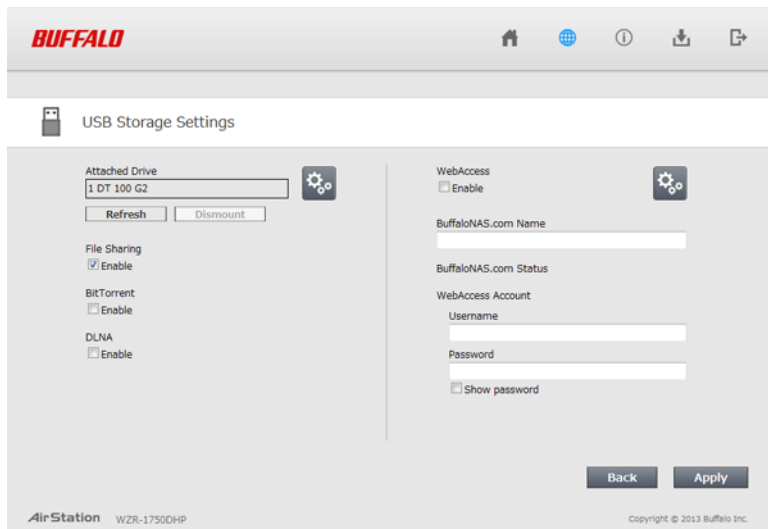 BUFFALO
USB Storage Settings
Attached Drive
1 DT 100 G2
Refresh
Dismount
File Sharing
Enable
BitTorrent
Enable
DLNA
Enable
WebAccess
Enable
BuffaloNAS.com Name
BuffaloNAS.com Status
WebAccess Account
Username
Password
Show password
Back
Apply
AirStation WZR-1750DHP
Copyright © 2013 Buffalo Inc.